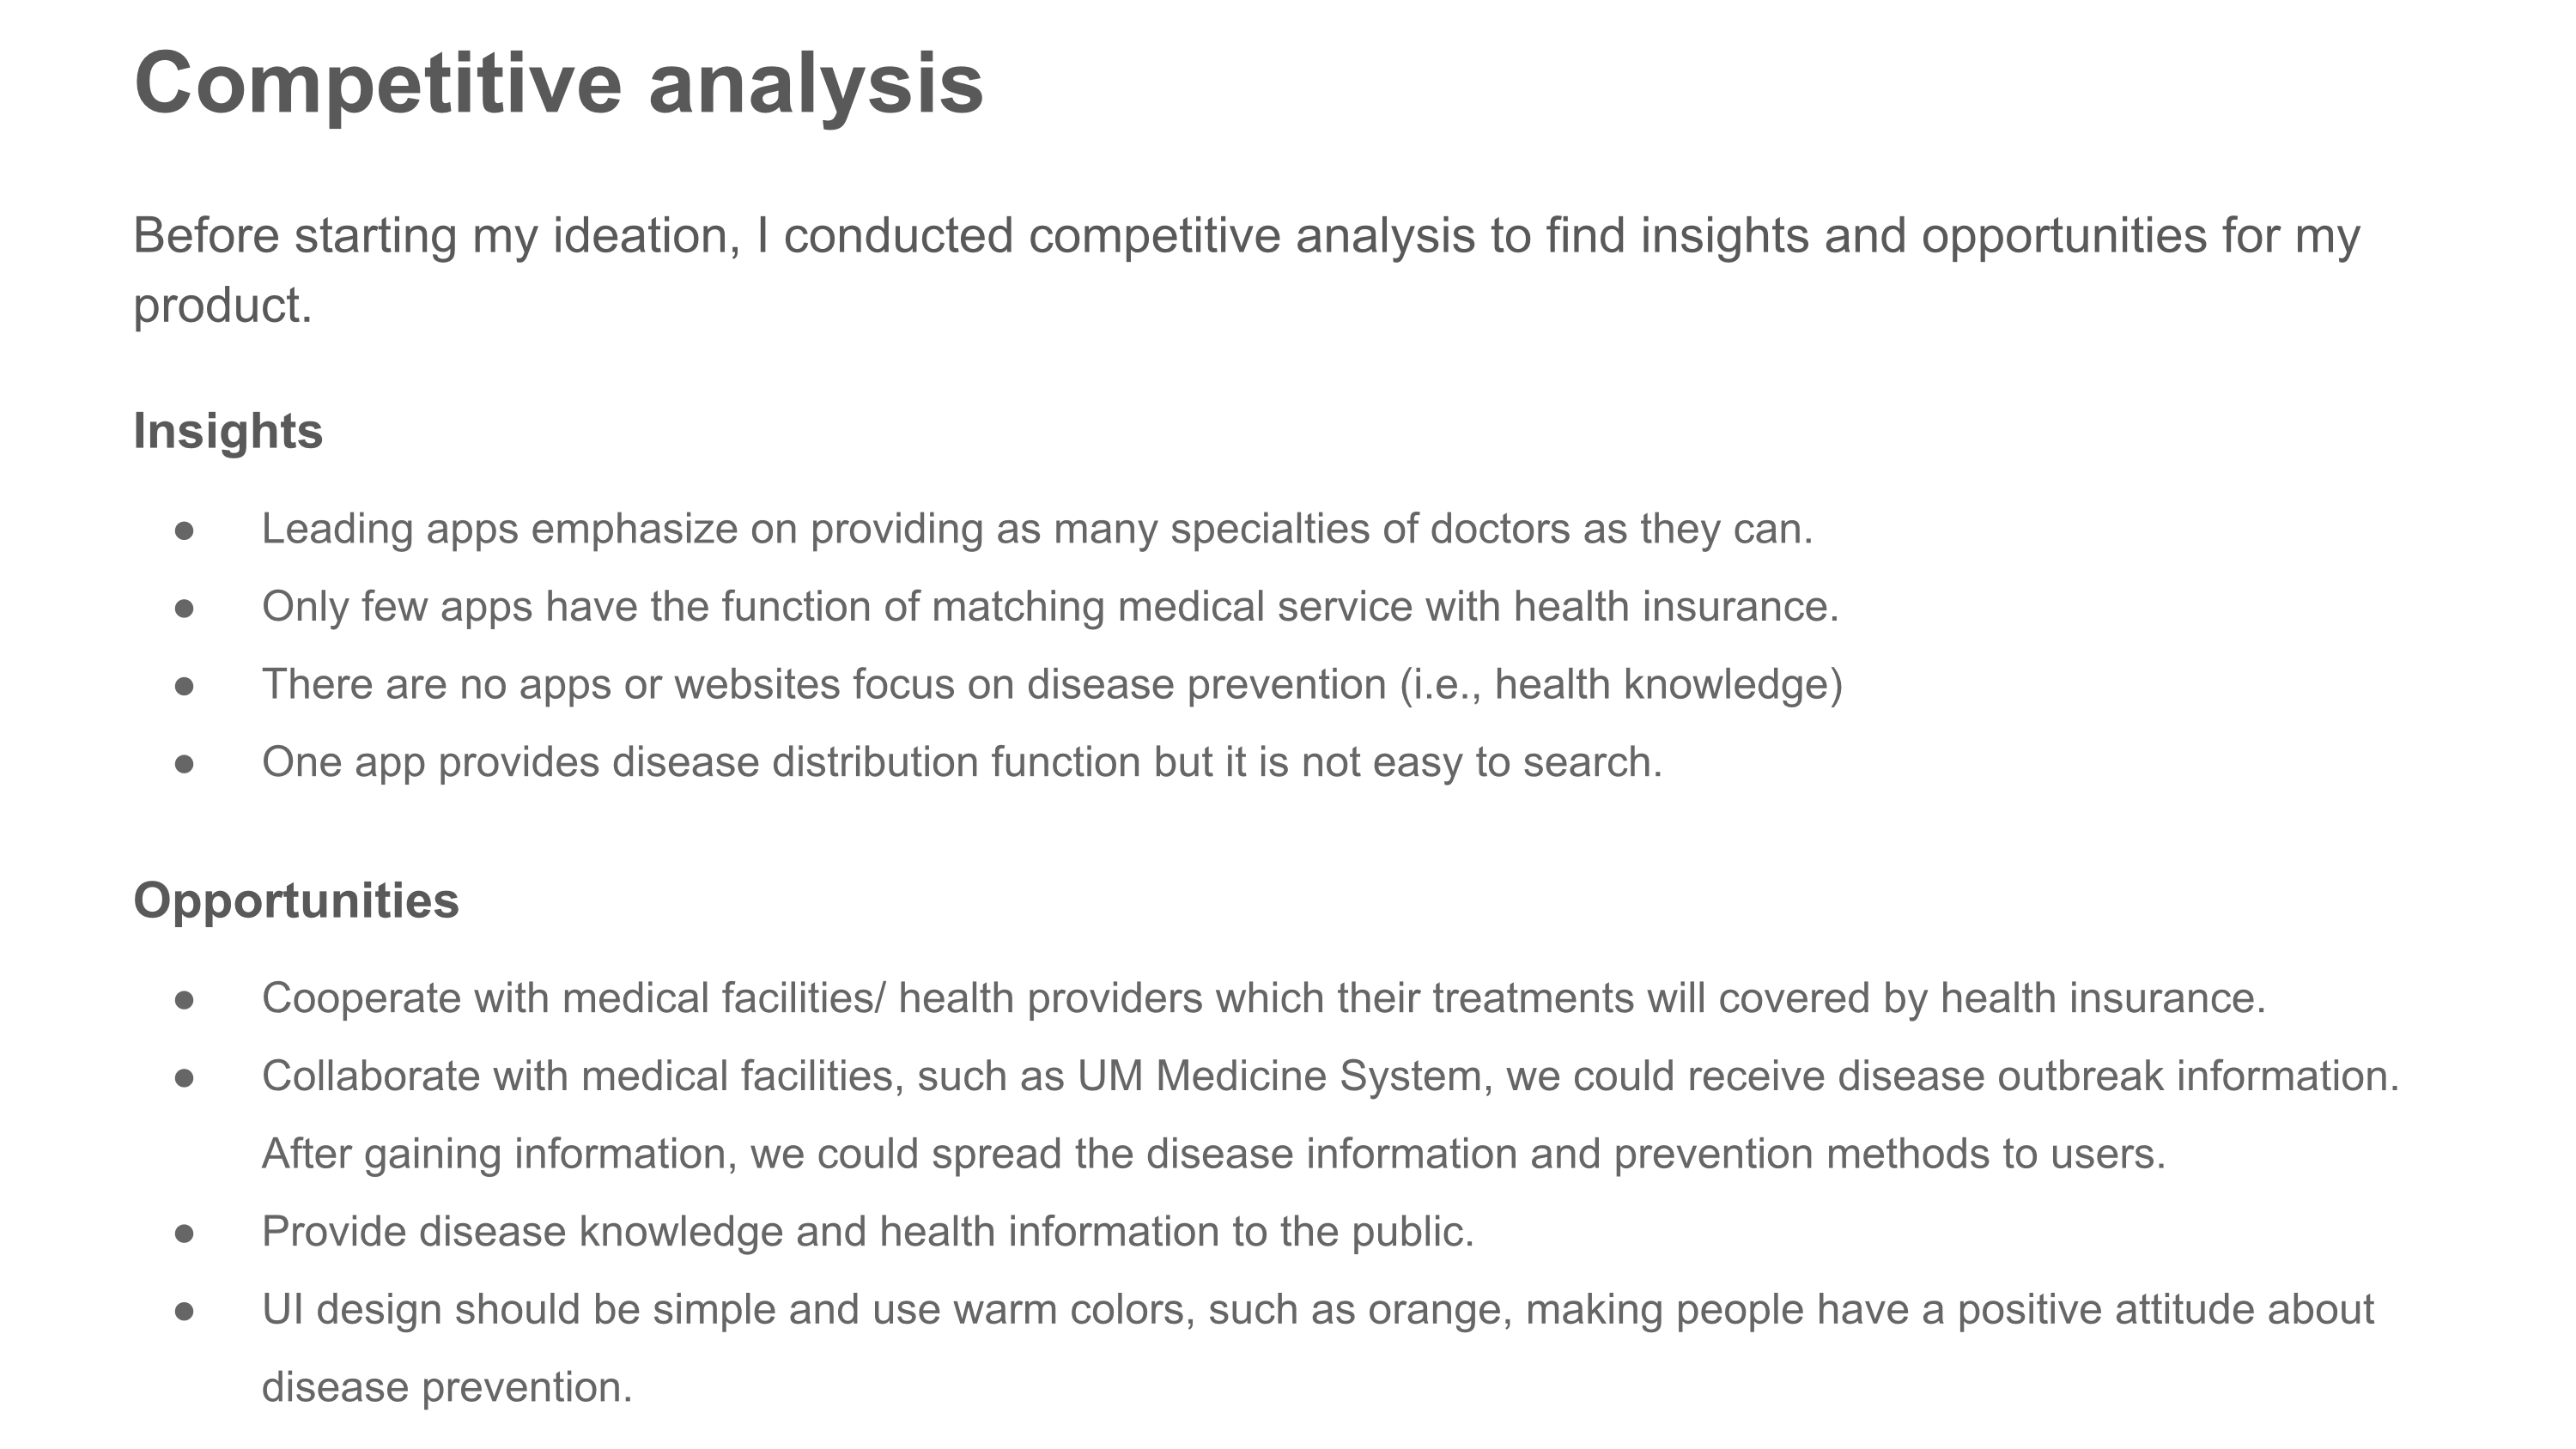 Competitive analysis
Before starting my ideation, I conducted competitive analysis to find insights and opportunities for my
product.
Insights
● Leading apps emphasize on providing as many specialties of doctors as they can.
● Only few apps have the function of matching medical service with health insurance.
● There are no apps or websites focus on disease prevention (i.e., health knowledge)
● One app provides disease distribution function but it is not easy to search.
Opportunities
● Cooperate with medical facilities/ health providers which their treatments will covered by health insurance.
● Collaborate with medical facilities, such as UM Medicine System, we could receive disease outbreak information.
After gaining information, we could spread the disease information and prevention methods to users.
● Provide disease knowledge and health information to the public.
● UI design should be simple and use warm colors, such as orange, making people have a positive attitude about
disease prevention.